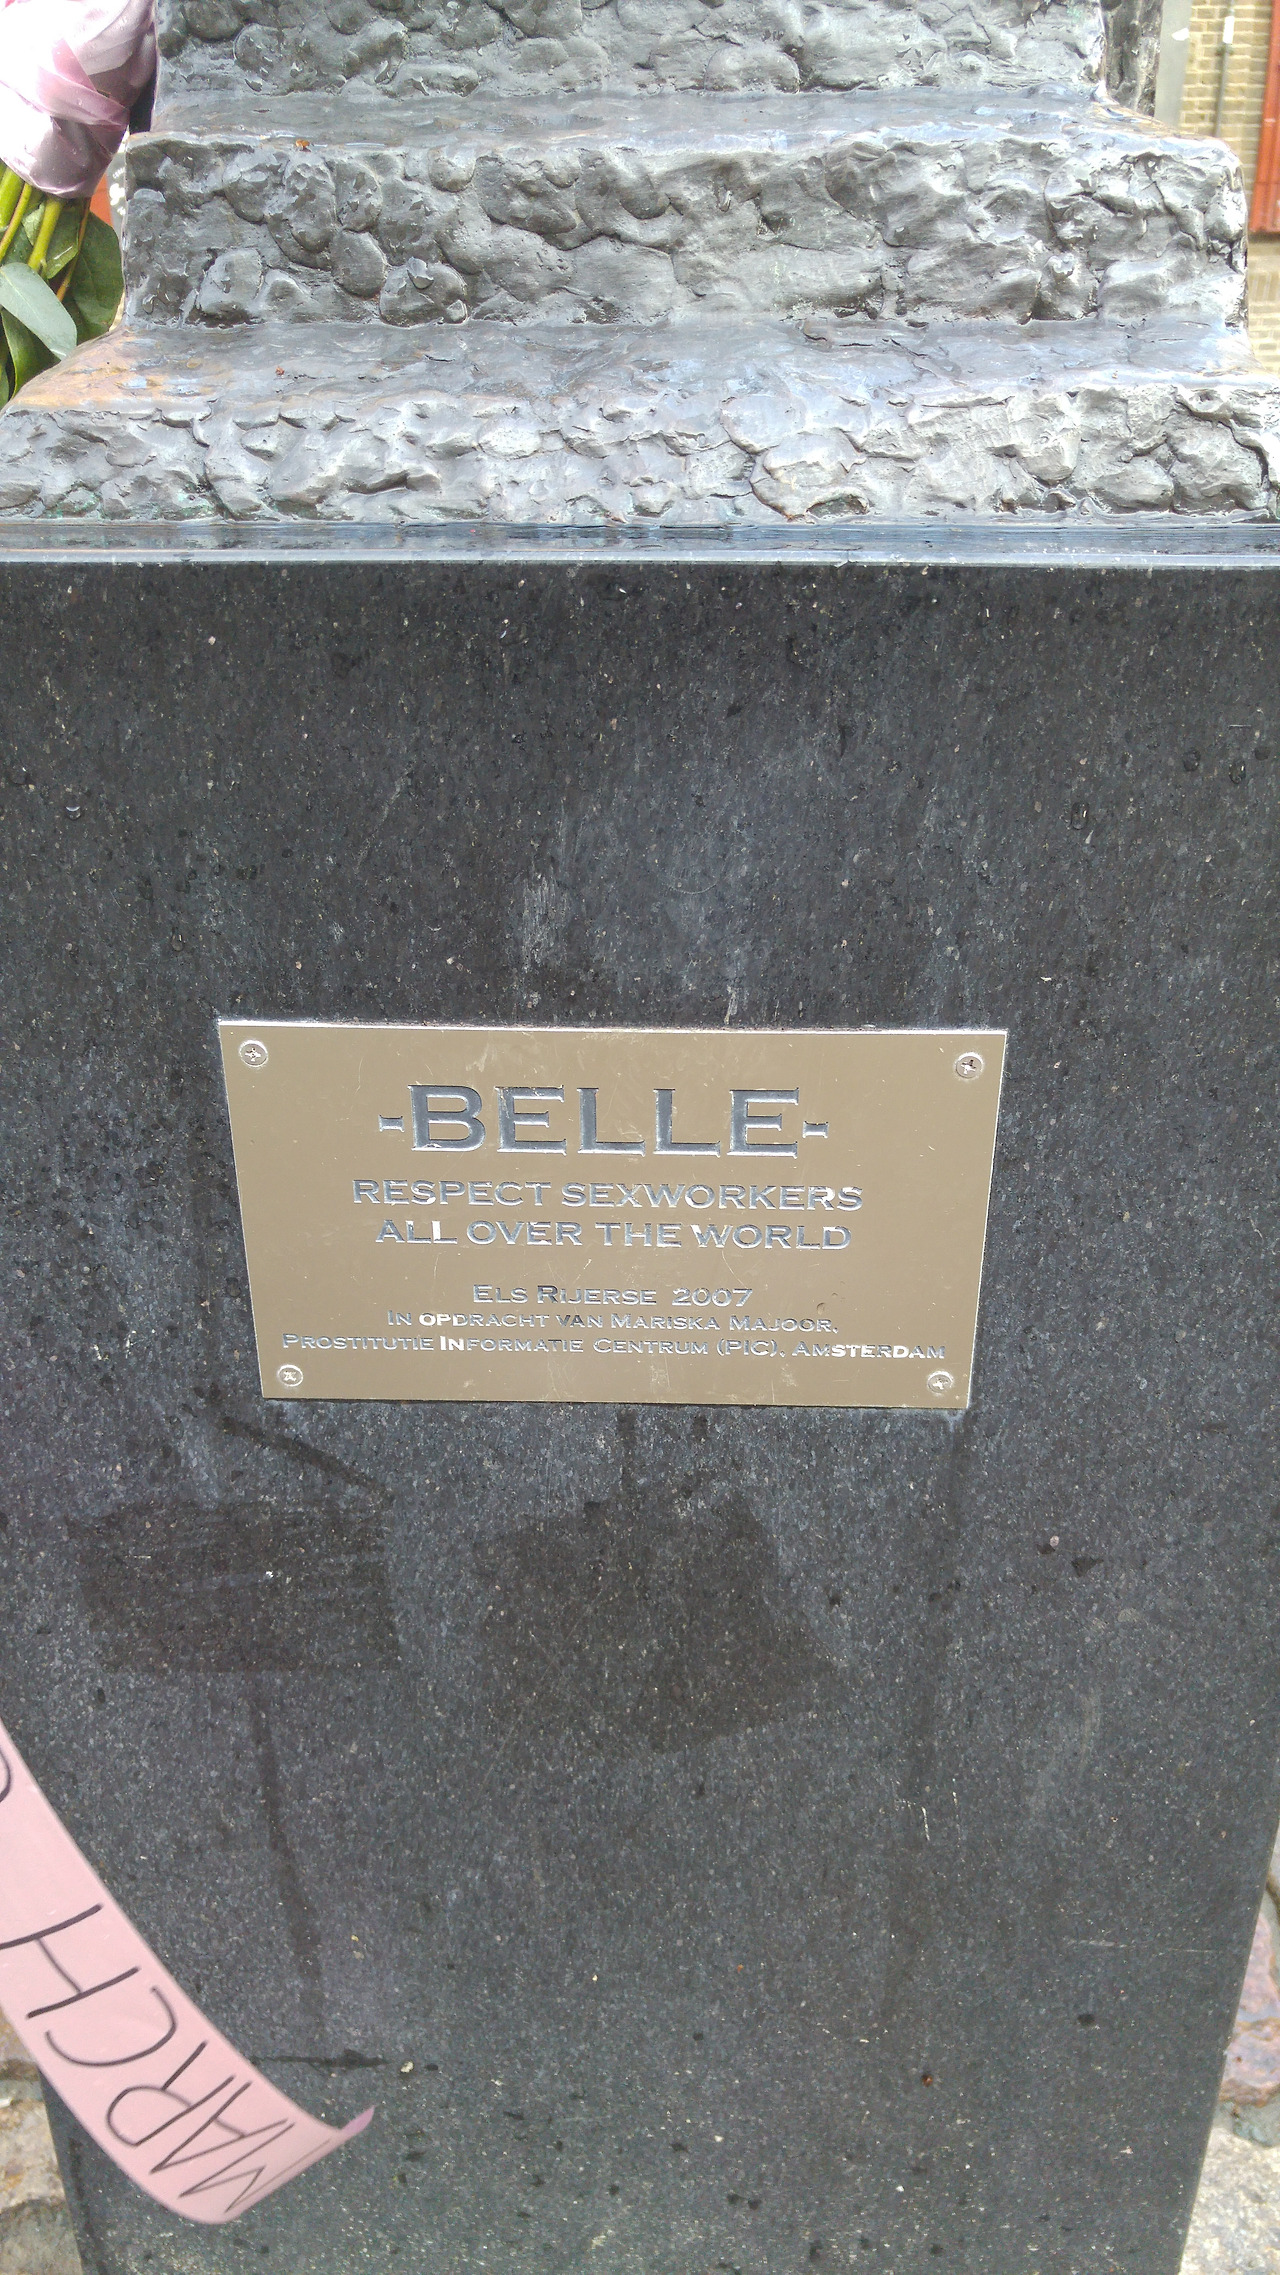 -BELLE-
RESPECT SEXWORKERS
ALL OVER THE WORLD
ELS RIJERSE 2007
IN OPDRACHT VAN MARISKA MAJOOR,
PROSTITUTIE INFORMATIE CENTRUM (PIC), AMSTERDAM
MARCH